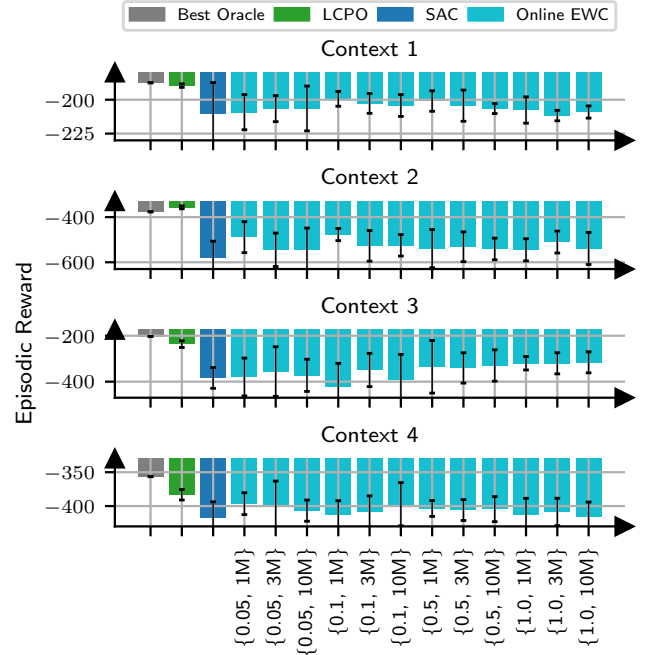 Best Oracle LCPO SAC Online EWC
Context 1
−200
−225
Context 2
−400
−600
Context 3
−200
−400
Context 4
−350
−400
Episodic Reward
{0.05, 1M}
{0.05, 3M}
{0.05, 10M}
{0.1, 1M}
{0.1, 3M}
{0.1, 10M}
{0.5, 1M}
{0.5, 3M}
{0.5, 10M}
{1.0, 1M}
{1.0, 3M}
{1.0, 10M}